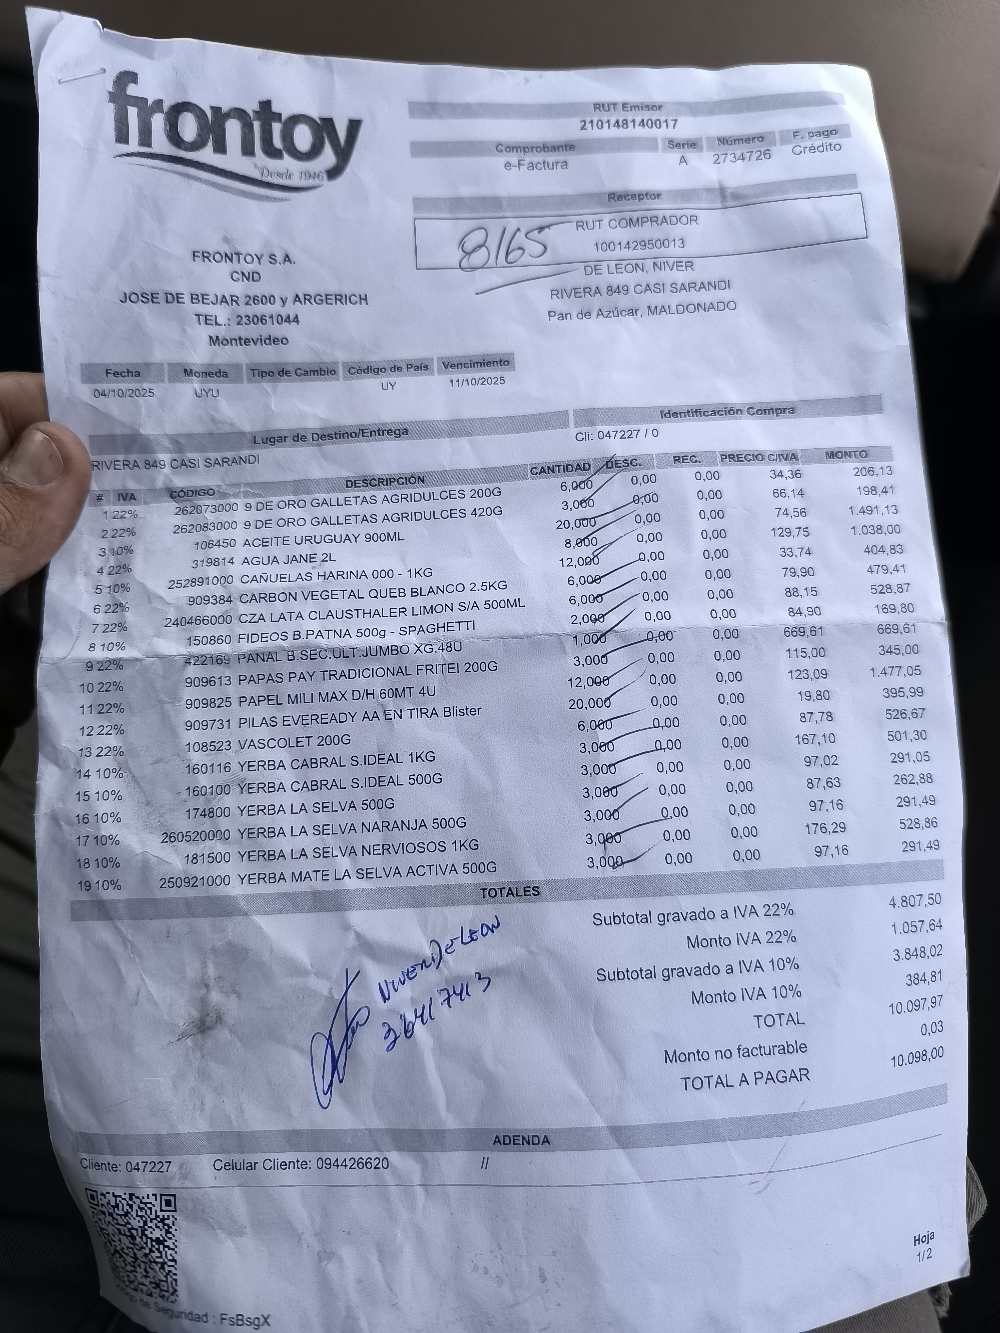 frontoy
Desde 1946
RUT Emisor
210148140017
Comprobante Serie Número F. pago
e-Factura A 2734726 Crédito
Receptor
8165
RUT COMPRADOR
100142950013
DE LEON, NIVER
RIVERA 849 CASI SARANDI
Pan de Azúcar, MALDONADO
FRONTOY S.A.
CND
JOSE DE BEJAR 2600 y ARGERICH
TEL.: 23061044
Montevideo
Fecha Moneda Tipo de Cambio Código de País Vencimiento
04/10/2025 UYU UY 11/10/2025
Lugar de Destino/Entrega Identificación Compra
RIVERA 849 CASI SARANDI Cli: 047227 / 0
# IVA CÓDIGO DESCRIPCIÓN CANTIDAD DESC. REC. PRECIO C/IVA MONTO
1 22% 262073000 9 DE ORO GALLETAS AGRIDULCES 200G 6,000 0,00 0,00 34,36 206,13
2 22% 262083000 9 DE ORO GALLETAS AGRIDULCES 420G 3,000 0,00 0,00 66,14 198,41
3 10% 106450 ACEITE URUGUAY 900ML 20,000 0,00 0,00 74,56 1.491,13
4 22% 319814 AGUA JANE 2L 8,000 0,00 0,00 129,75 1.038,00
5 10% 252891000 CAÑUELAS HARINA 000 - 1KG 12,000 0,00 0,00 33,74 404,83
6 22% 909384 CARBON VEGETAL QUEB BLANCO 2.5KG 6,000 0,00 0,00 79,90 479,41
7 22% 240466000 CZA LATA CLAUSTHALER LIMON S/A 500ML 6,000 0,00 0,00 88,15 528,87
8 10% 150860 FIDEOS B.PATNA 500g - SPAGHETTI 2,000 0,00 0,00 84,90 169,80
9 22% 422169 PAÑAL B.SEC.ULT.JUMBO XG.48U 1,000 0,00 0,00 669,61 669,61
10 22% 909613 PAPAS PAY TRADICIONAL FRITEI 200G 3,000 0,00 0,00 115,00 345,00
11 22% 909825 PAPEL MILI MAX D/H 60MT 4U 12,000 0,00 0,00 123,09 1.477,05
12 22% 909731 PILAS EVEREADY AA EN TIRA Blister 20,000 0,00 0,00 19,80 395,99
13 22% 108523 VASCOLET 200G 6,000 0,00 0,00 87,78 526,67
14 10% 160116 YERBA CABRAL S.IDEAL 1KG 3,000 0,00 0,00 167,10 501,30
15 10% 160100 YERBA CABRAL S.IDEAL 500G 3,000 0,00 0,00 97,02 291,05
16 10% 174800 YERBA LA SELVA 500G 3,000 0,00 0,00 87,63 262,88
17 10% 260520000 YERBA LA SELVA NARANJA 500G 3,000 0,00 0,00 97,16 291,49
18 10% 181500 YERBA LA SELVA NERVIOSOS 1KG 3,000 0,00 0,00 176,29 528,86
19 10% 250921000 YERBA MATE LA SELVA ACTIVA 500G 3,000 0,00 0,00 97,16 291,49
TOTALES
Subtotal gravado a IVA 22% 4.807,50
Monto IVA 22% 1.057,64
Subtotal gravado a IVA 10% 3.848,02
Monto IVA 10% 384,81
TOTAL 10.097,97
Monto no facturable 0,03
TOTAL A PAGAR 10.098,00
NIVER DE LEON
36417413
ADENDA
Cliente: 047227 Celular Cliente: 094426620 //
Hoja
1/2
de Seguridad : FsBsgX